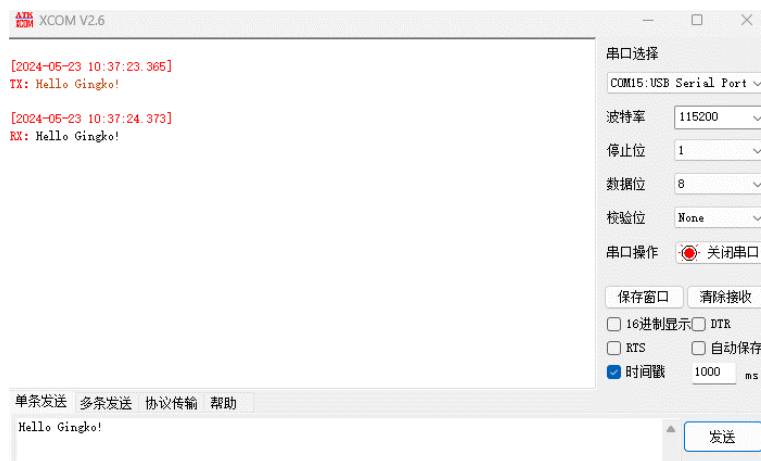 ATK XCOM XCOM V2.6
[2024-05-23 10:37:23.365]
TX: Hello Gingko!
[2024-05-23 10:37:24.373]
RX: Hello Gingko!
串口选择
COM15:USB Serial Port
波特率 115200
停止位 1
数据位 8
校验位 None
串口操作 关闭串口
保存窗口 清除接收
16进制显示 DTR
RTS 自动保存
时间戳 1000 ms
单条发送 多条发送 协议传输 帮助
Hello Gingko!
发送